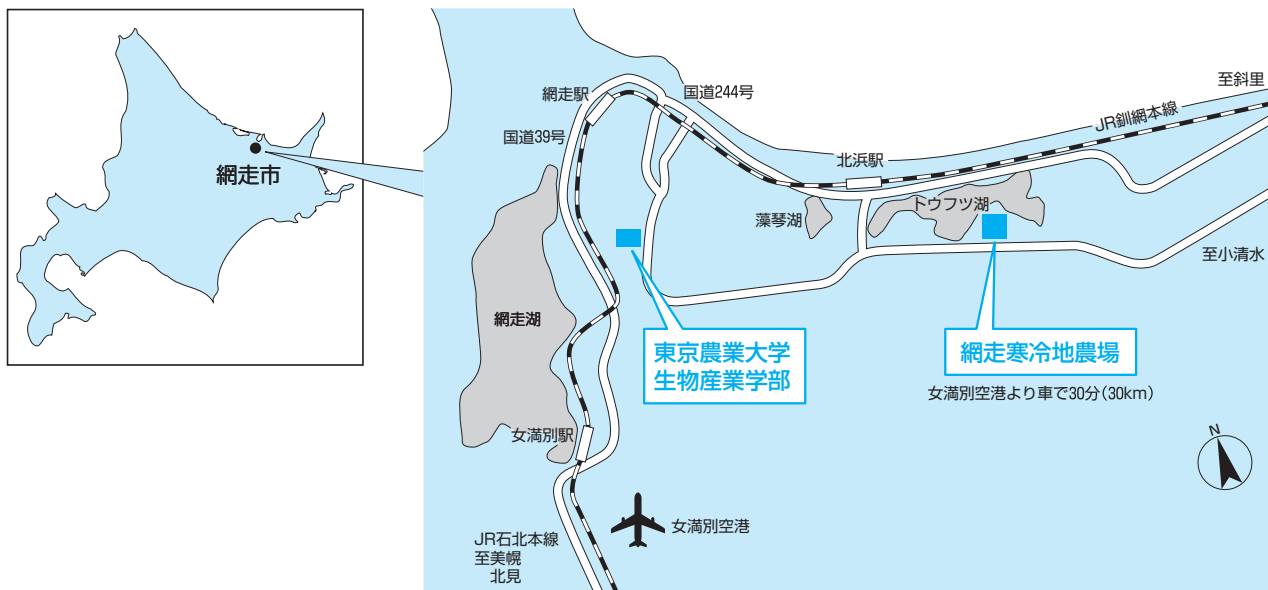 網走市
網走駅
国道244号
国道39号
至斜里
JR釧網本線
北浜駅
藻琴湖
トウフツ湖
至小清水
網走湖
東京農業大学
生物産業学部
網走寒冷地農場
女満別空港より車で30分(30km)
女満別駅
N
女満別空港
JR石北本線
至美幌
北見